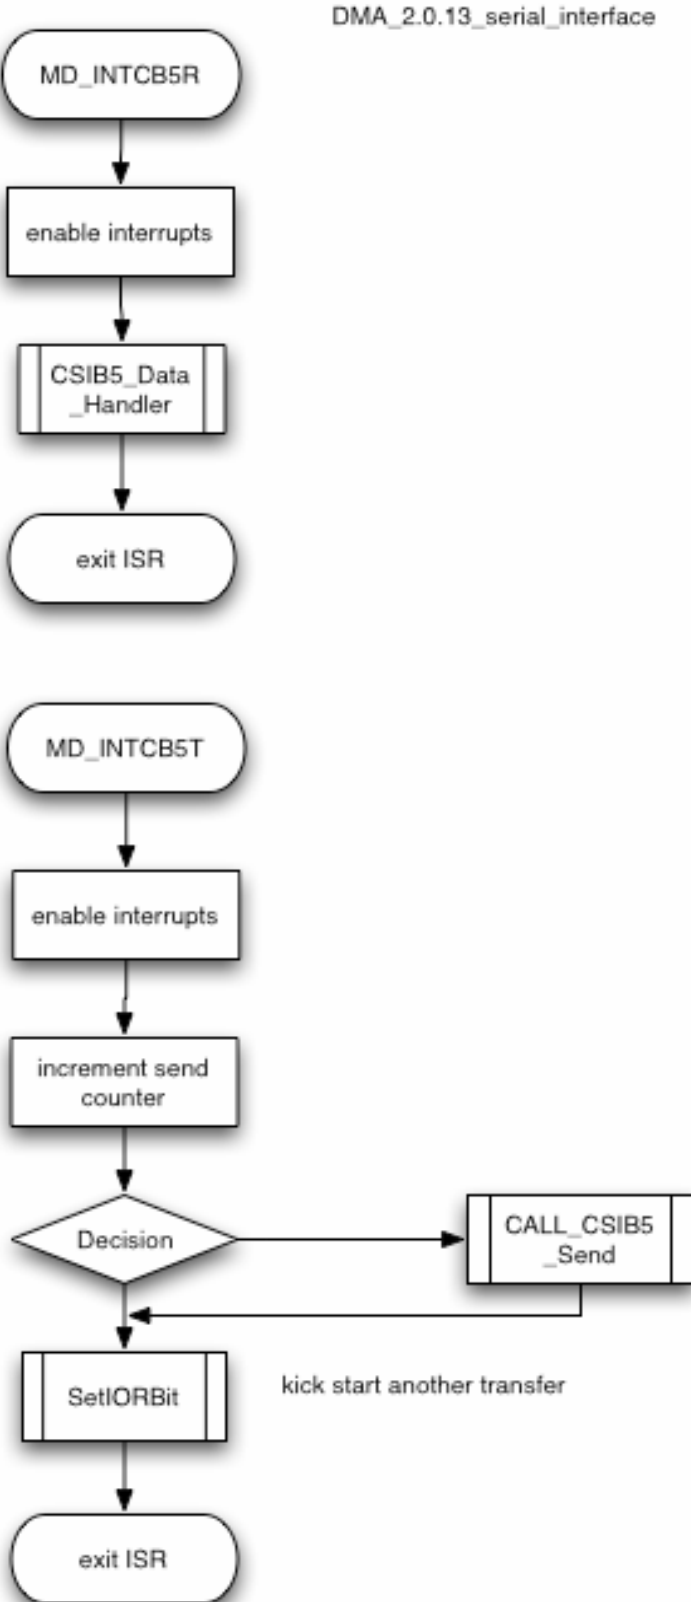 DMA_2.0.13_serial_interface
MD_INTCB5R
enable interrupts
CSIB5_Data
_Handler
exit ISR
MD_INTCB5T
enable interrupts
increment send
counter
Decision
CALL_CSIB5
_Send
SetIORBit
kick start another transfer
exit ISR